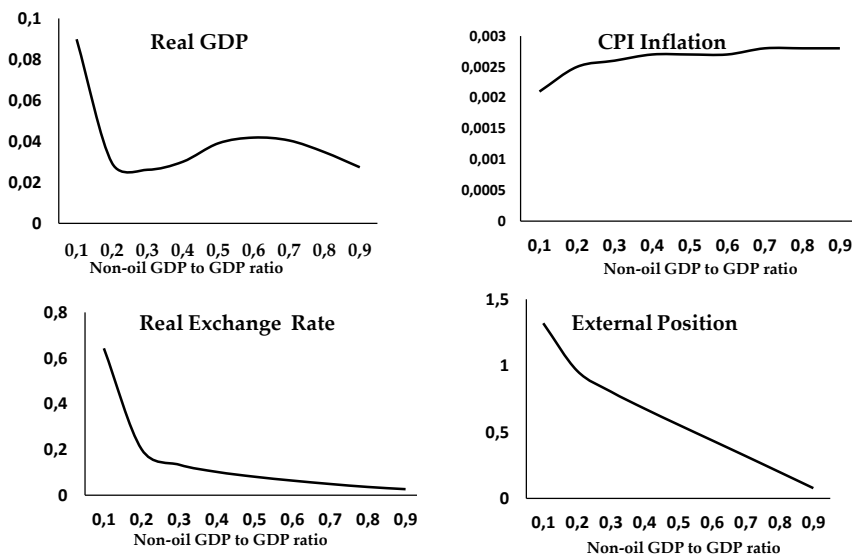 Real GDP
0,1
0,08
0,06
0,04
0,02
0
0,1 0,2 0,3 0,4 0,5 0,6 0,7 0,8 0,9
Non-oil GDP to GDP ratio
CPI Inflation
0,003
0,0025
0,002
0,0015
0,001
0,0005
0
0,1 0,2 0,3 0,4 0,5 0,6 0,7 0,8 0,9
Non-oil GDP to GDP ratio
Real Exchange Rate
0,8
0,6
0,4
0,2
0
0,1 0,2 0,3 0,4 0,5 0,6 0,7 0,8 0,9
Non-oil GDP to GDP ratio
External Position
1,5
1
0,5
0
0,1 0,2 0,3 0,4 0,5 0,6 0,7 0,8 0,9
Non-oil GDP to GDP ratio